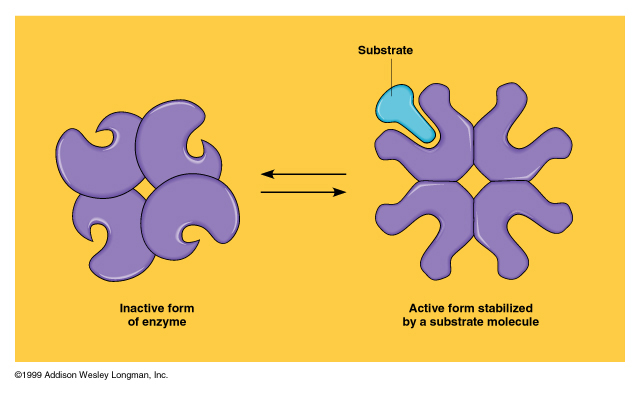 Substrate
Inactive form
of enzyme
Active form stabilized
by a substrate molecule
©1999 Addison Wesley Longman, Inc.